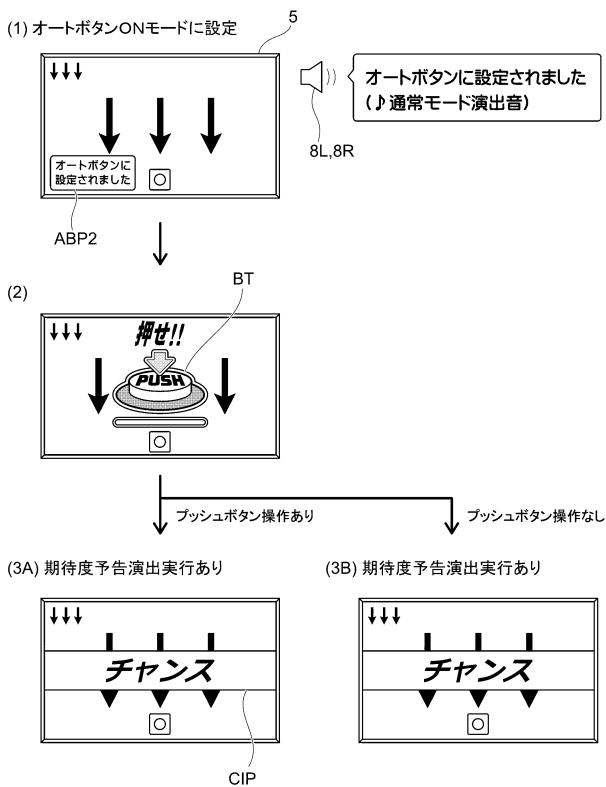 (1) オートボタンONモードに設定
5
オートボタンに設定されました
(♪通常モード演出音)
8L,8R
オートボタンに
設定されました
ABP2
(2)
BT
押せ!!
PUSH
プッシュボタン操作あり
プッシュボタン操作なし
(3A) 期待度予告演出実行あり
(3B) 期待度予告演出実行あり
チャンス
チャンス
CIP